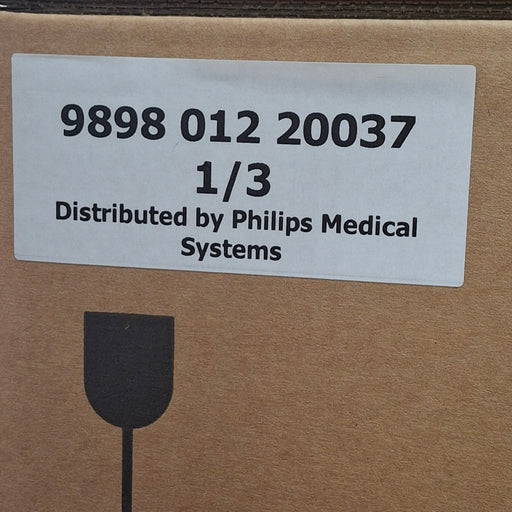 9898 012 20037
1/3
Distributed by Philips Medical
Systems